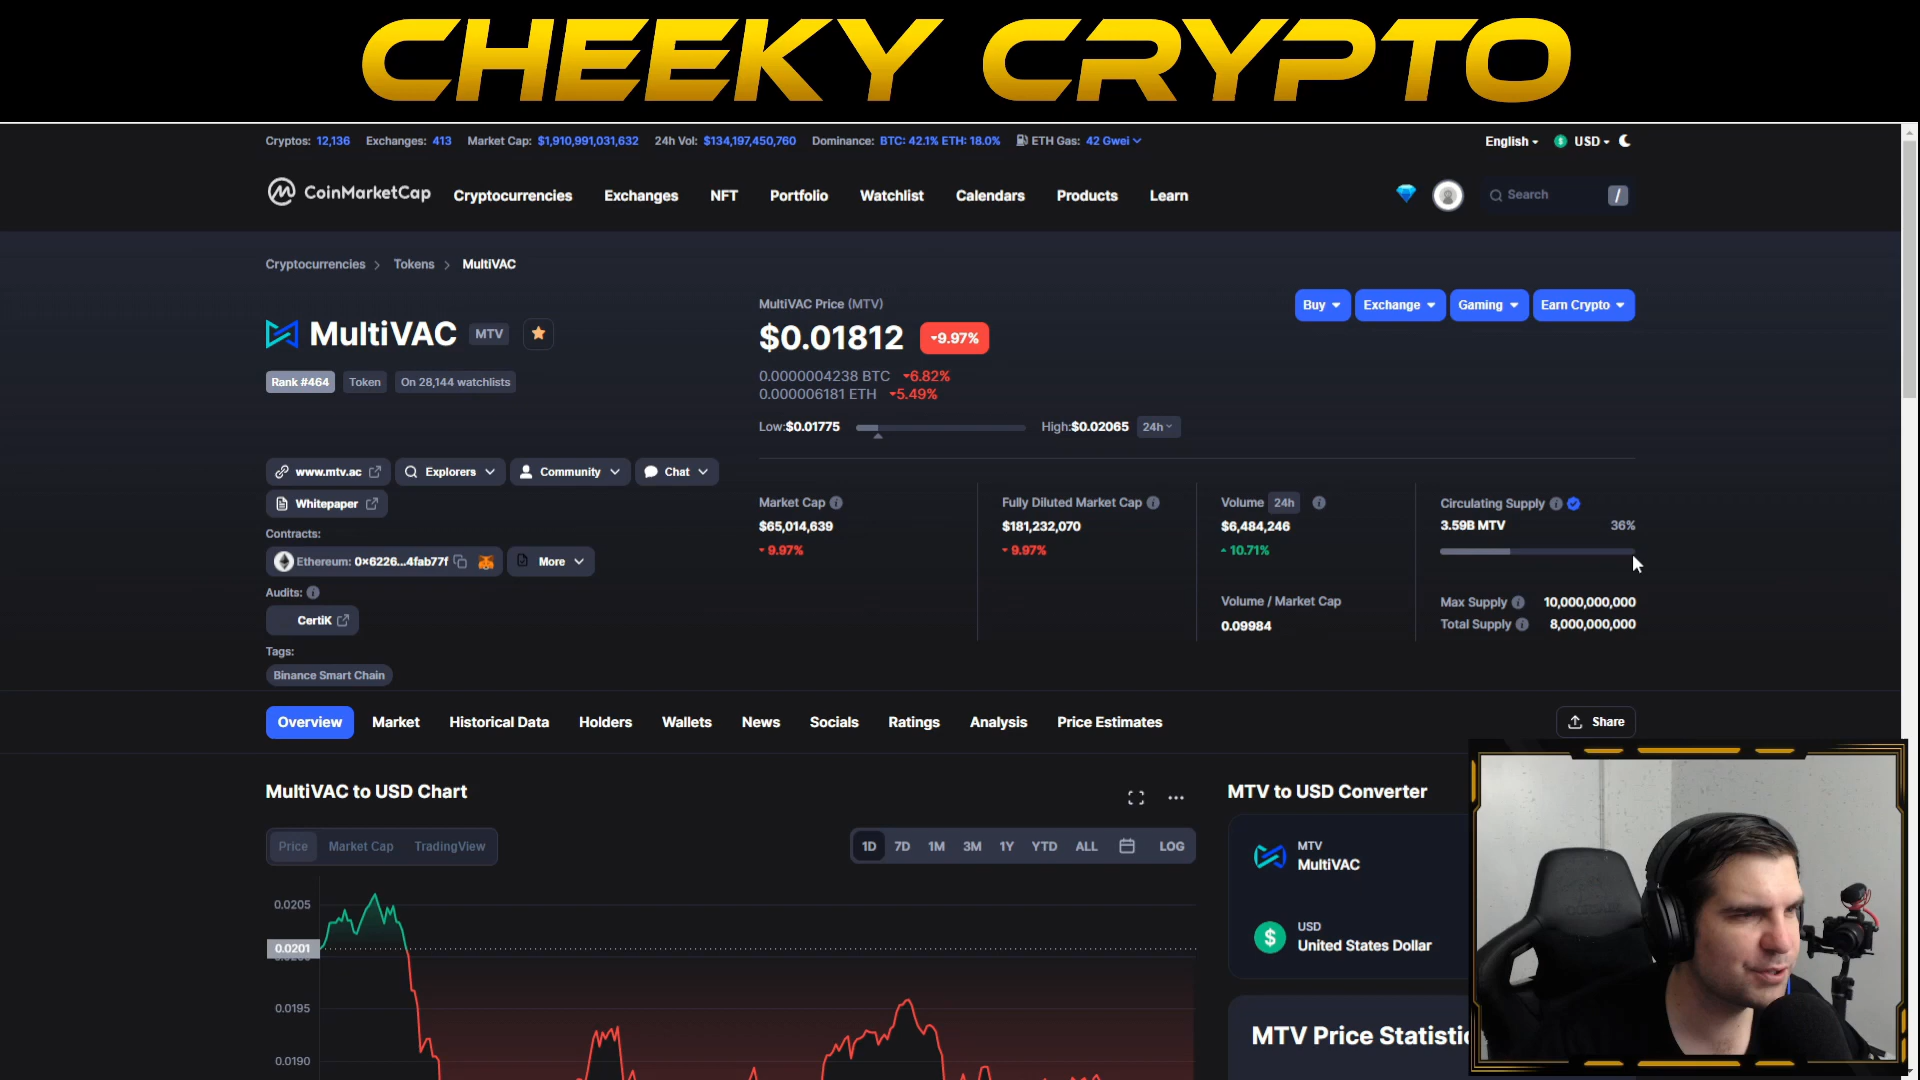 CHEEKY CRYPTO
Cryptos: 12,136 Exchanges: 413 Market Cap: $1,910,991,031,632 24h Vol: $134,197,450,760 Dominance: BTC: 42.1% ETH: 18.0% ETH Gas: 42 Gwei English USD
CoinMarketCap Cryptocurrencies Exchanges NFT Portfolio Watchlist Calendars Products Learn Search /
Cryptocurrencies > Tokens > MultiVAC
MultiVAC Price (MTV)
Buy Exchange Gaming Earn Crypto
MultiVAC MTV
$0.01812 -9.97%
0.0000004238 BTC 6.82%
Rank #464 Token On 28,144 watchlists
0.000006181 ETH 5.49%
Low:$0.01775 High:$0.02065 24h
www.mtv.ac Explorers Community Chat
Whitepaper
Market Cap Fully Diluted Market Cap Volume 24h Circulating Supply
$65,014,639 $181,232,070 $6,484,246 3.59B MTV 36%
Contracts:
9.97% 9.97% 10.71%
Ethereum: 0x6226...4fab77f More
Audits:
Volume / Market Cap Max Supply 10,000,000,000
CertiK
0.09984 Total Supply 8,000,000,000
Tags:
Binance Smart Chain
Overview Market Historical Data Holders Wallets News Socials Ratings Analysis Price Estimates Share
MultiVAC to USD Chart
MTV to USD Converter
Price Market Cap TradingView 1D 7D 1M 3M 1Y YTD ALL LOG
MTV
MultiVAC
0.0205
0.0201
USD
United States Dollar
0.0195
MTV Price Statistic
0.0190